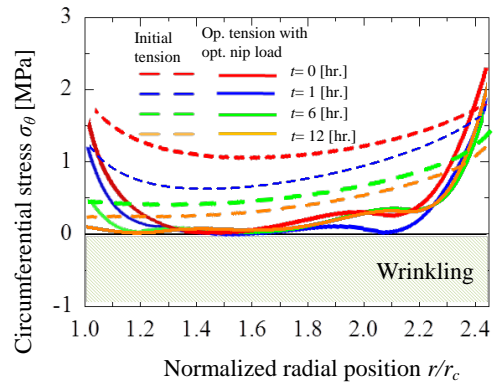 Circumferential stress σθ [MPa]
3
2
1
0
-1
Initial tension
Op. tension with opt. nip load
t= 0 [hr.]
t= 1 [hr.]
t= 6 [hr.]
t= 12 [hr.]
Wrinkling
1.0 1.2 1.4 1.6 1.8 2.0 2.2 2.4
Normalized radial position r/rc